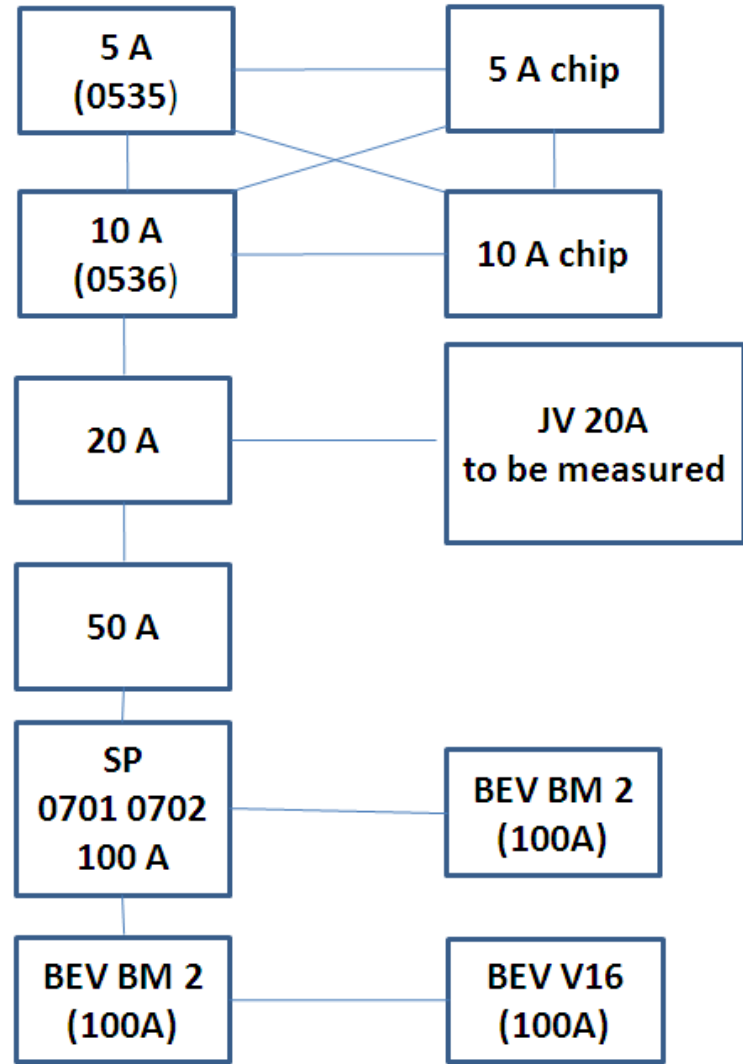 5 A
(0535)
5 A chip
10 A
(0536)
10 A chip
20 A
JV 20A
to be measured
50 A
SP
0701 0702
100 A
BEV BM 2
(100A)
BEV BM 2
(100A)
BEV V16
(100A)